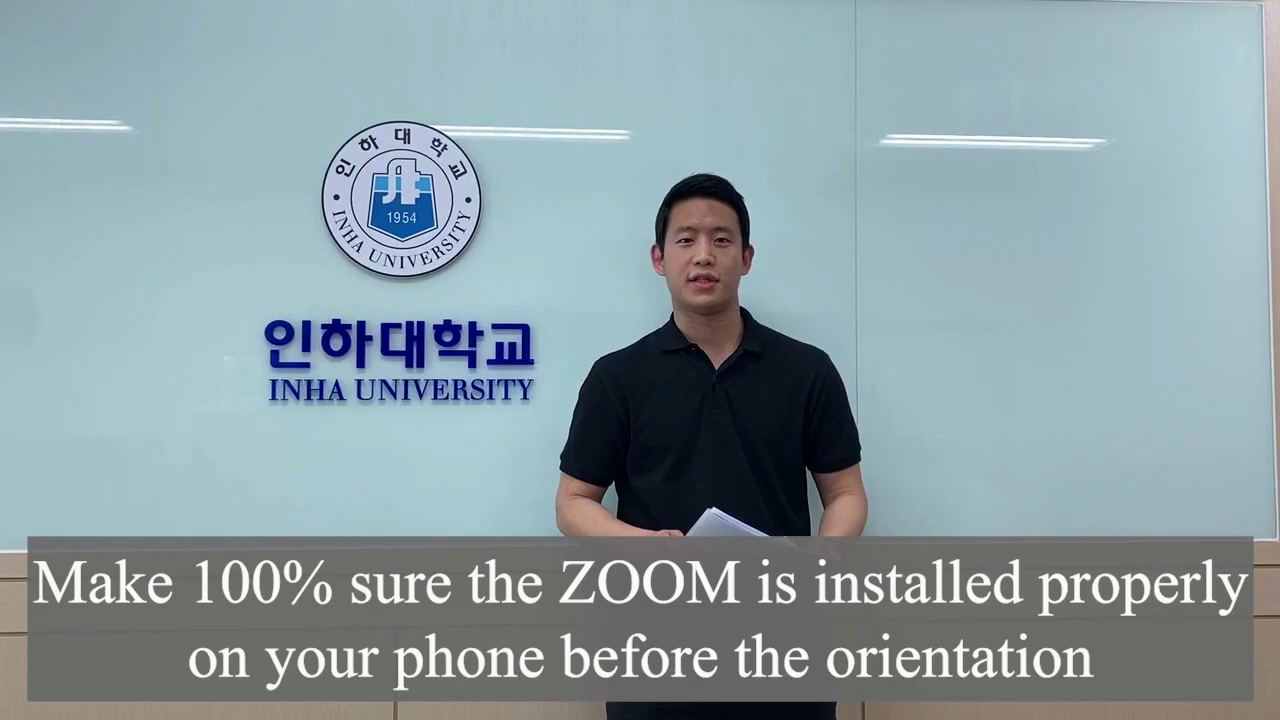 인하대학교
1954
INHA UNIVERSITY
인하대학교
INHA UNIVERSITY
Make 100% sure the ZOOM is installed properly
on your phone before the orientation